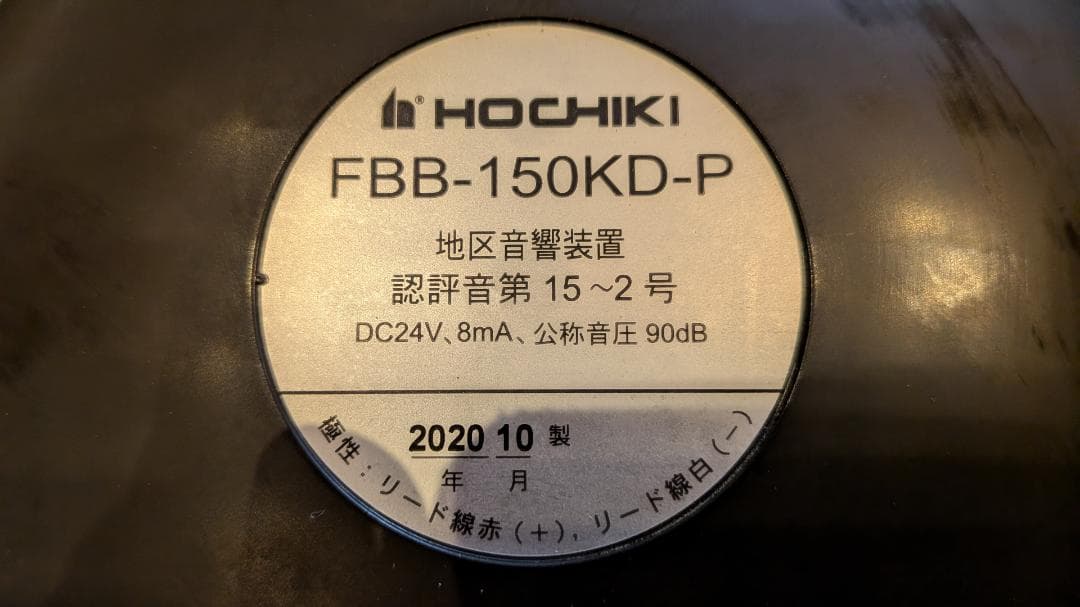 HOCHIKI
FBB-150KD-P
地区音響装置
認評音第 15～2 号
DC24V、8mA、公称音圧 90dB
2020 10 製
年 月
極性：リード線赤(+)，リード線白(-)